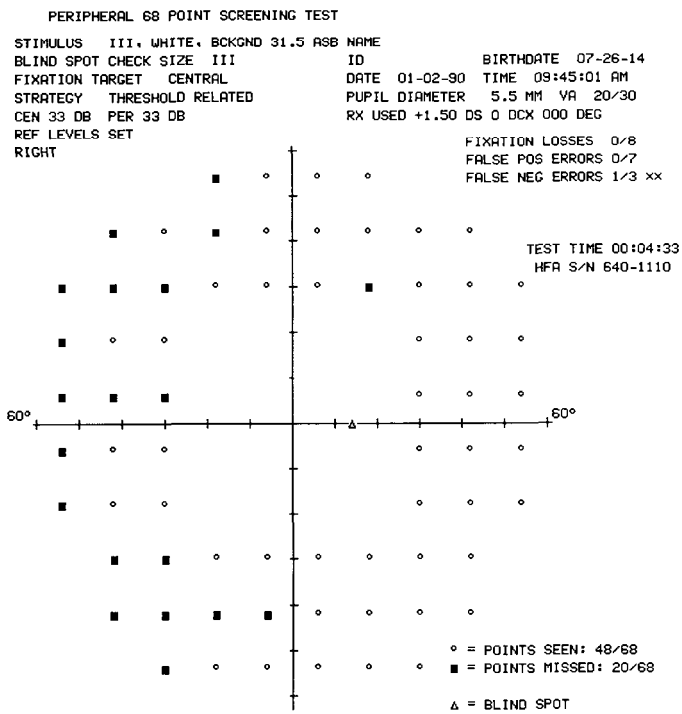 PERIPHERAL 68 POINT SCREENING TEST
STIMULUS III, WHITE, BCKGND 31.5 ASB NAME
BLIND SPOT CHECK SIZE III ID BIRTHDATE 07-26-14
FIXATION TARGET CENTRAL DATE 01-02-90 TIME 09:45:01 AM
STRATEGY THRESHOLD RELATED PUPIL DIAMETER 5.5 MM VA 20/30
CEN 33 DB PER 33 DB RX USED +1.50 DS 0 DCX 000 DEG
REF LEVELS SET
RIGHT
FIXATION LOSSES 0/8
FALSE POS ERRORS 0/7
FALSE NEG ERRORS 1/3 xx
TEST TIME 00:04:33
HFA S/N 640-1110
60° 60°
o = POINTS SEEN: 48/68
■ = POINTS MISSED: 20/68
△ = BLIND SPOT